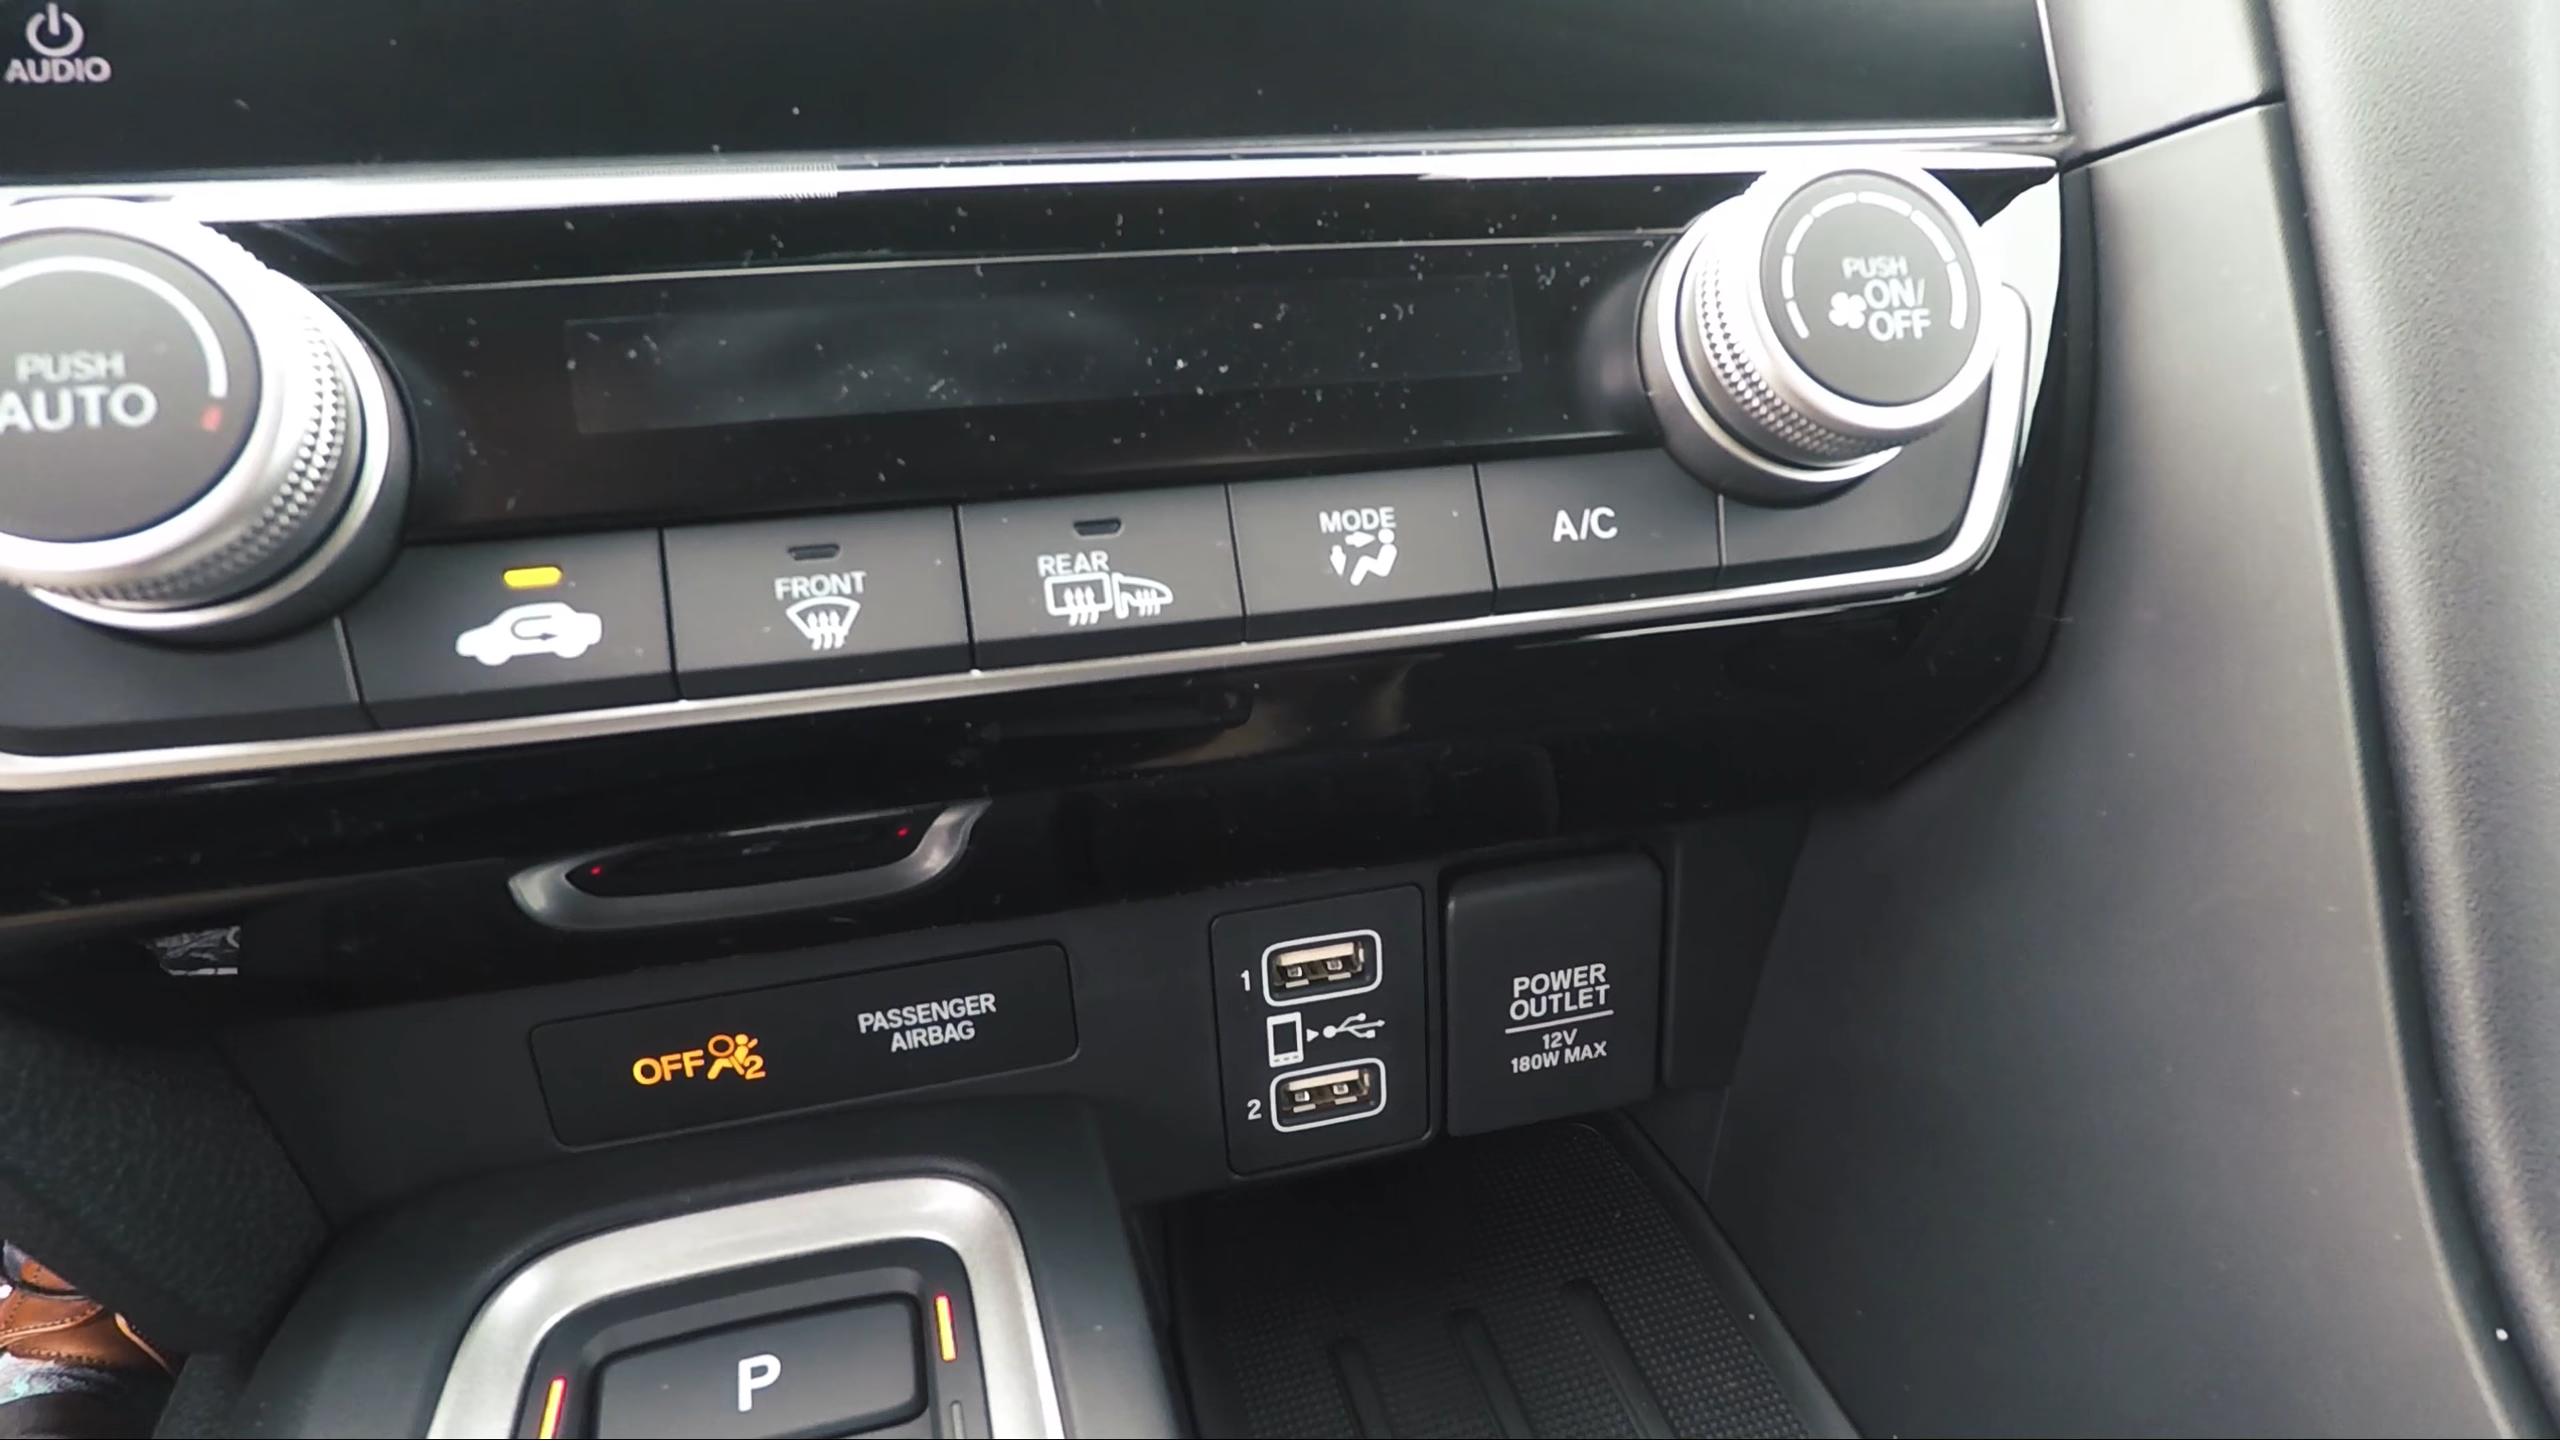 AUDIO
PUSH
AUTO
PUSH
ON/
OFF
FRONT
REAR
MODE
A/C
OFF 2
PASSENGER
AIRBAG
1
2
POWER
OUTLET
12V
180W MAX
P